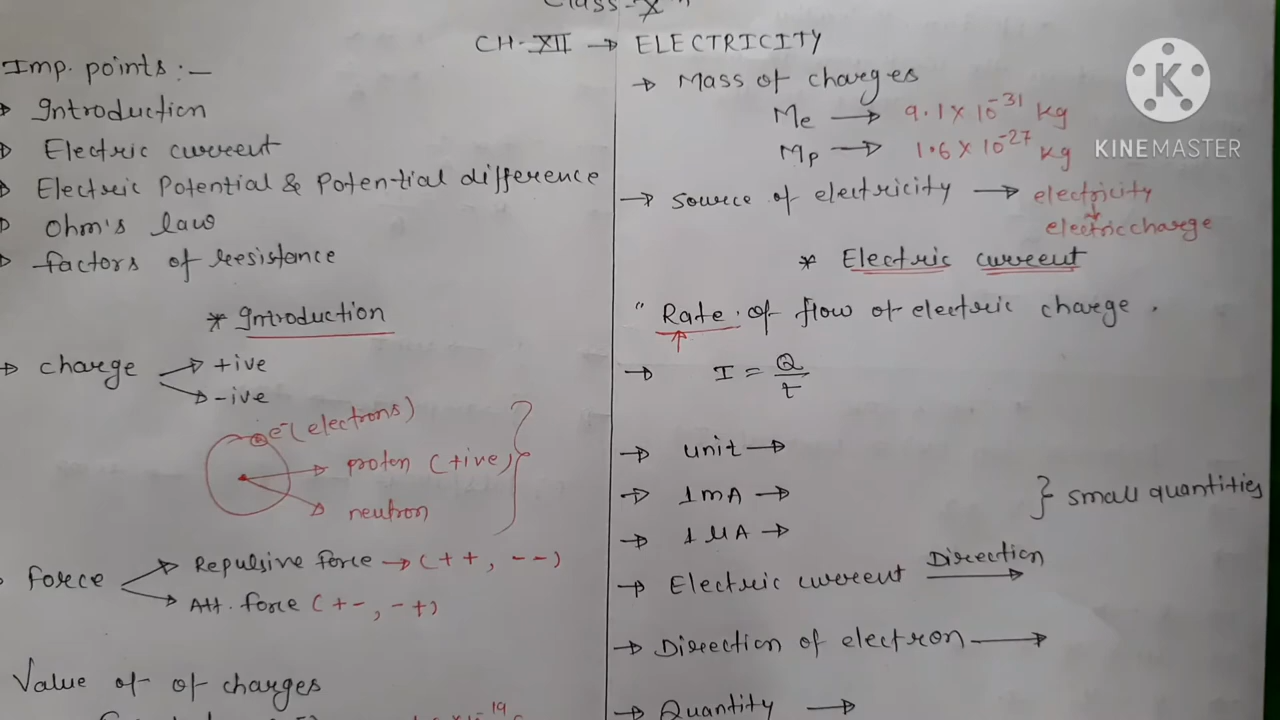 Class-X
CH-XII → ELECTRICITY
Imp. points:-
Introduction
Electric current
Electric Potential & Potential difference
Ohm's law
factors of resistance
* Introduction
→ charge → +ive
→ -ive
e- (electrons)
→ proton (+ive)
→ neutron
force → Repulsive force → (++, --)
→ Att. force (+-, -+)
Value of of charges
→ Mass of charges
Me → 9.1 × 10^-31 kg
Mp → 1.6 × 10^-27 kg
→ source of electricity → electricity
↓
electric charge
* Electric current
" Rate of flow of electric charge.
→ I = Q/t
→ unit →
→ 1mA →
→ 1μA →
} small quantities
→ Electric current Direction →
→ Direction of electron →
→ Quantity →
K
KINEMASTER